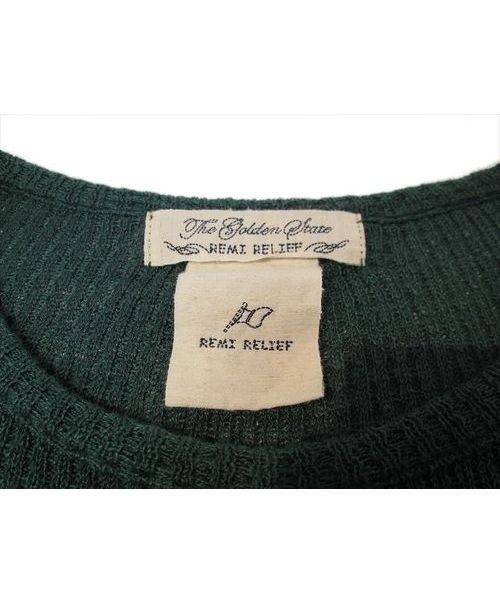 The Golden State
REMI RELIEF
REMI RELIEF